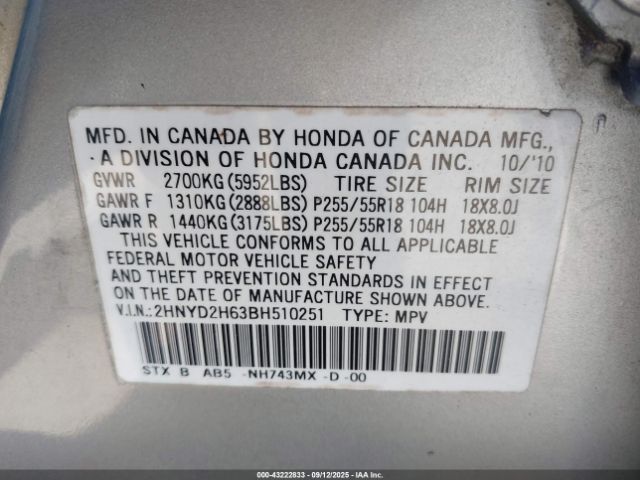 MFD. IN CANADA BY HONDA OF CANADA MFG.,
A DIVISION OF HONDA CANADA INC. 10/'10
GVWR 2700KG(5952LBS) TIRE SIZE RIM SIZE
GAWR F 1310KG(2888LBS) P255/55R18 104H 18X8.0J
GAWR R 1440KG(3175LBS) P255/55R18 104H 18X8.0J
THIS VEHICLE CONFORMS TO ALL APPLICABLE
FEDERAL MOTOR VEHICLE SAFETY
AND THEFT PREVENTION STANDARDS IN EFFECT
ON THE DATE OF MANUFACTURE SHOWN ABOVE.
V.I.N.:2HNYD2H63BH510251 TYPE: MPV
STX B AB5 -NH743MX -D -00
000-43222833 - 09/12/2025 - IAA Inc.